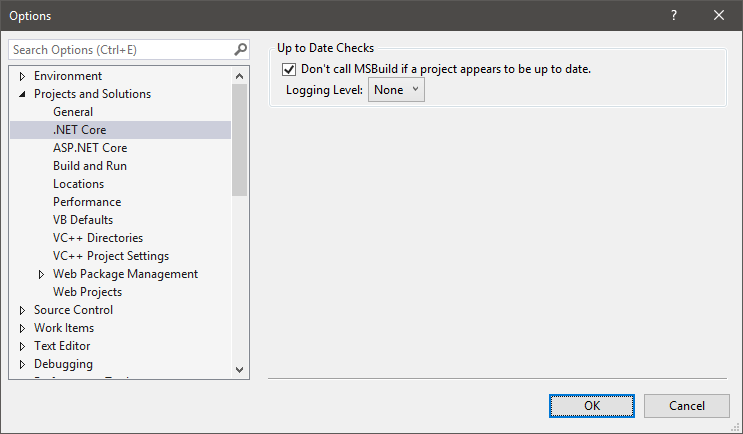 Options
?
Search Options (Ctrl+E)
Environment
Projects and Solutions
General
.NET Core
ASP.NET Core
Build and Run
Locations
Performance
VB Defaults
VC++ Directories
VC++ Project Settings
Web Package Management
Web Projects
Source Control
Work Items
Text Editor
Debugging
Up to Date Checks
Don't call MSBuild if a project appears to be up to date.
Logging Level: None
OK
Cancel